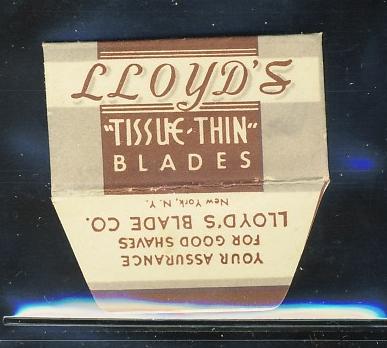 LLOYD'S
"TISSUE-THIN"
BLADES
YOUR ASSURANCE
FOR GOOD SHAVES
LLOYD'S BLADE CO.
New York, N. Y.